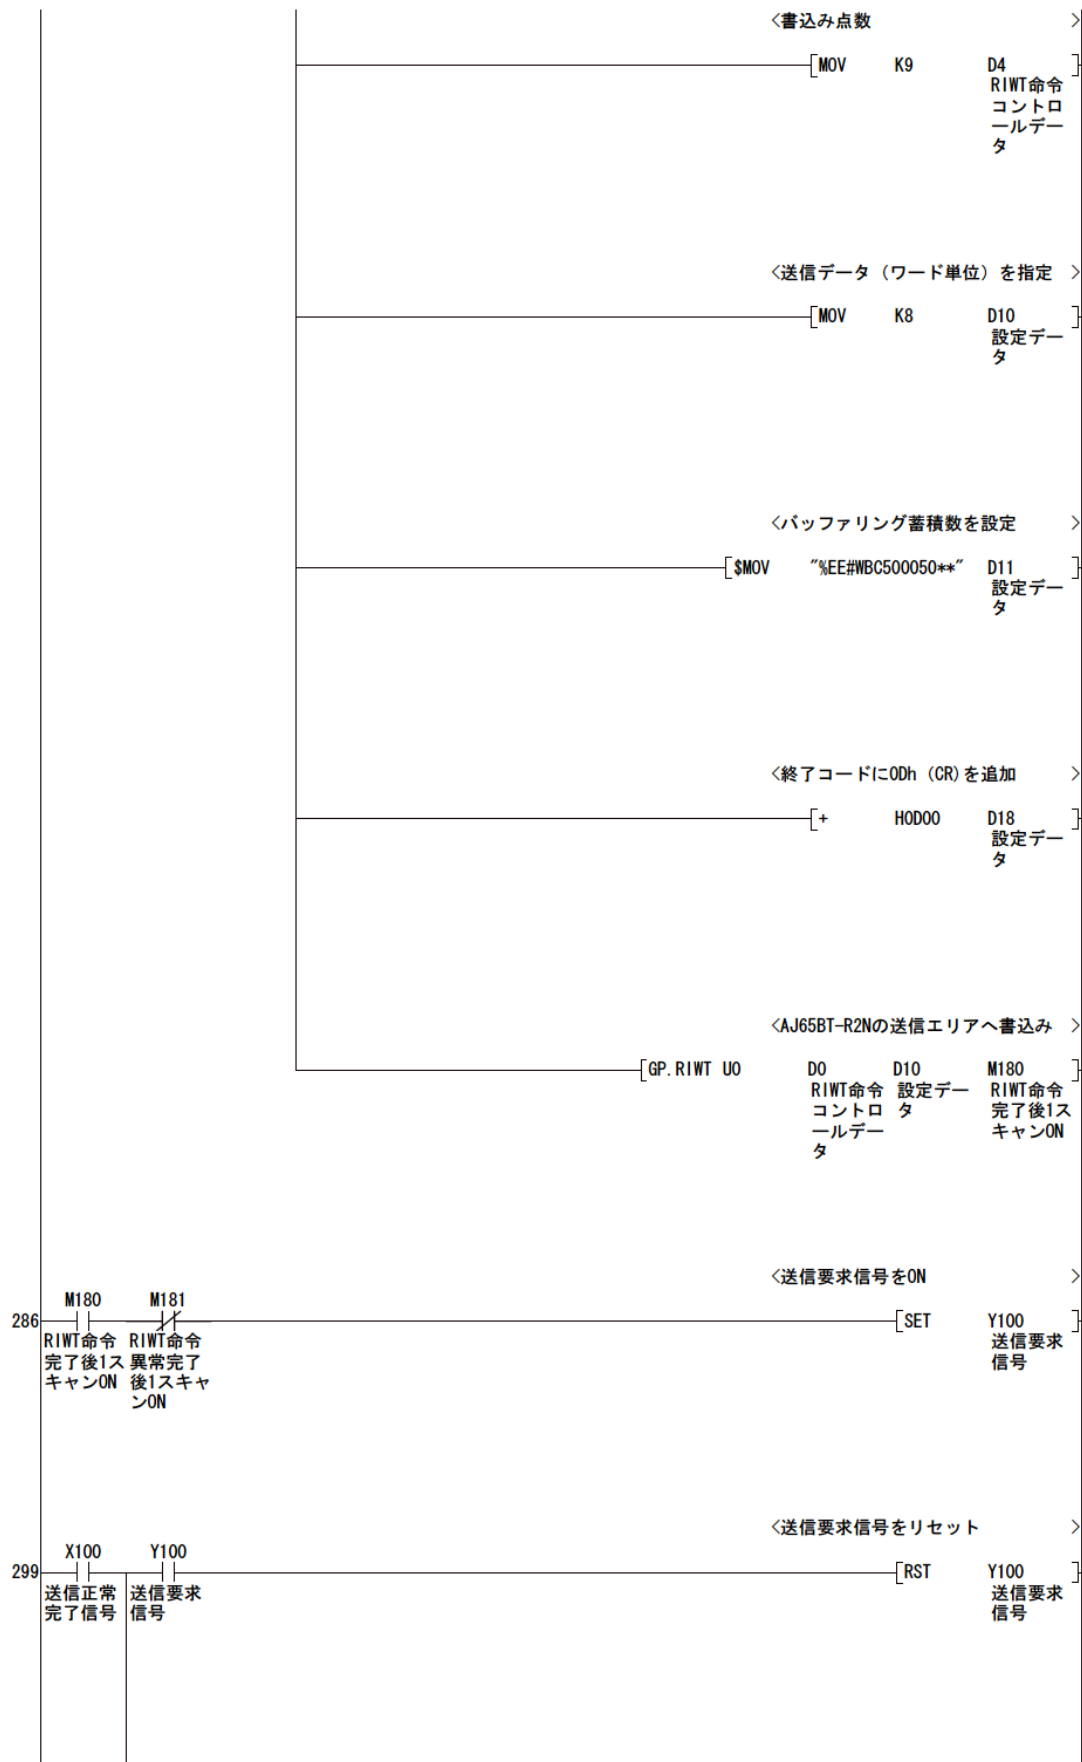 <書込み点数 >
[MOV K9 D4 ]
RIWT命令
コントロ
ールデー
タ
<送信データ（ワード単位）を指定 >
[MOV K8 D10 ]
設定デー
タ
<バッファリング蓄積数を設定 >
[$MOV "%EE#WBC500050**" D11 ]
設定デー
タ
<終了コードに0Dh (CR)を追加 >
[+ H0D00 D18 ]
設定デー
タ
<AJ65BT-R2Nの送信エリアへ書込み >
[GP.RIWT U0 D0 D10 M180 ]
RIWT命令 設定デー RIWT命令
コントロ タ 完了後1ス
ールデー キャンON
タ
<送信要求信号をON >
M180 M181
286 [SET Y100 ]
RIWT命令 RIWT命令 送信要求
完了後1ス 異常完了 信号
キャンON 後1スキャ
ンON
<送信要求信号をリセット >
X100 Y100
299 [RST Y100 ]
送信正常 送信要求 送信要求
完了信号 信号 信号